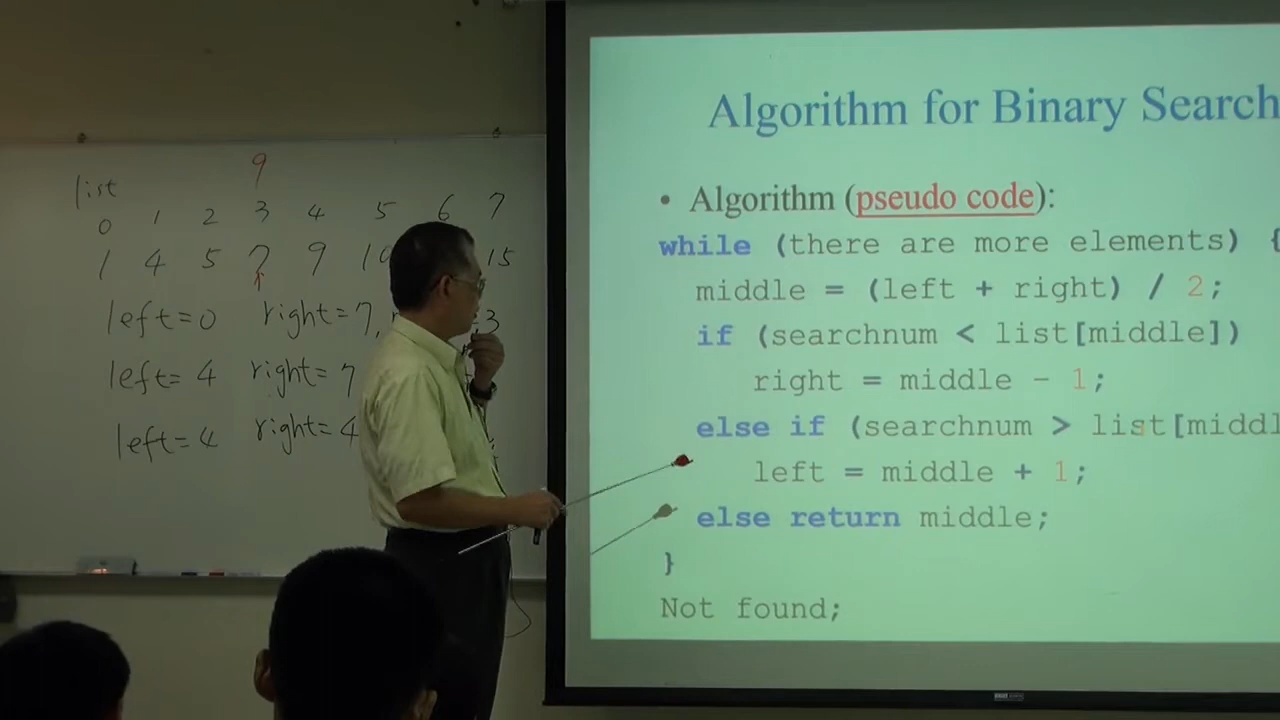 list
9
0 1 2 3 4 5 6 7
1 4 5 7 9 10 15
left=0 right=7, 3
left=4 right=7
left=4 right=4
Algorithm for Binary Search
• Algorithm (pseudo code):
while (there are more elements) {
middle = (left + right) / 2;
if (searchnum < list[middle])
right = middle - 1;
else if (searchnum > list[middl
left = middle + 1;
else return middle;
}
Not found;